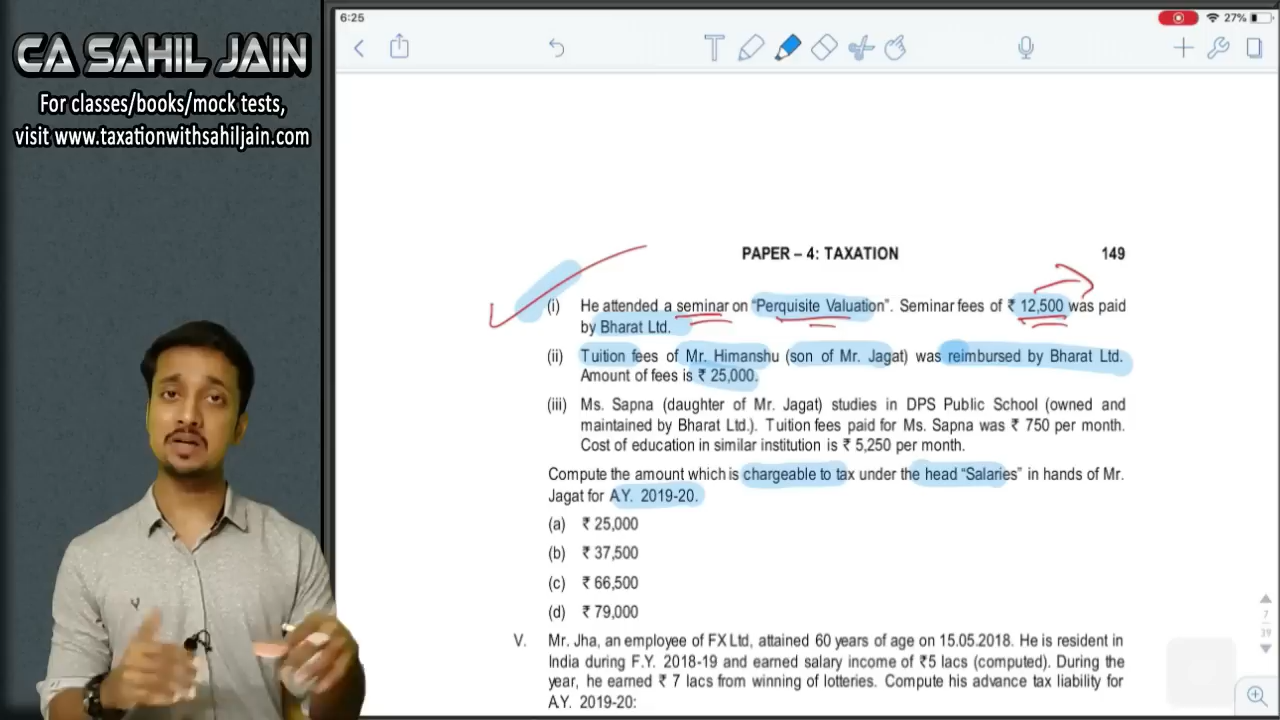 6:25
27%
CA SAHIL JAIN
For classes/books/mock tests,
visit www.taxationwithsahiljain.com
T
PAPER – 4: TAXATION 149
(i) He attended a seminar on “Perquisite Valuation”. Seminar fees of ₹ 12,500 was paid
by Bharat Ltd.
(ii) Tuition fees of Mr. Himanshu (son of Mr. Jagat) was reimbursed by Bharat Ltd.
Amount of fees is ₹ 25,000.
(iii) Ms. Sapna (daughter of Mr. Jagat) studies in DPS Public School (owned and
maintained by Bharat Ltd.). Tuition fees paid for Ms. Sapna was ₹ 750 per month.
Cost of education in similar institution is ₹ 5,250 per month.
Compute the amount which is chargeable to tax under the head “Salaries” in hands of Mr.
Jagat for A.Y. 2019-20.
(a) ₹ 25,000
(b) ₹ 37,500
(c) ₹ 66,500
(d) ₹ 79,000
V. Mr. Jha, an employee of FX Ltd, attained 60 years of age on 15.05.2018. He is resident in
India during F.Y. 2018-19 and earned salary income of ₹5 lacs (computed). During the
year, he earned ₹ 7 lacs from winning of lotteries. Compute his advance tax liability for
A.Y. 2019-20:
7
39